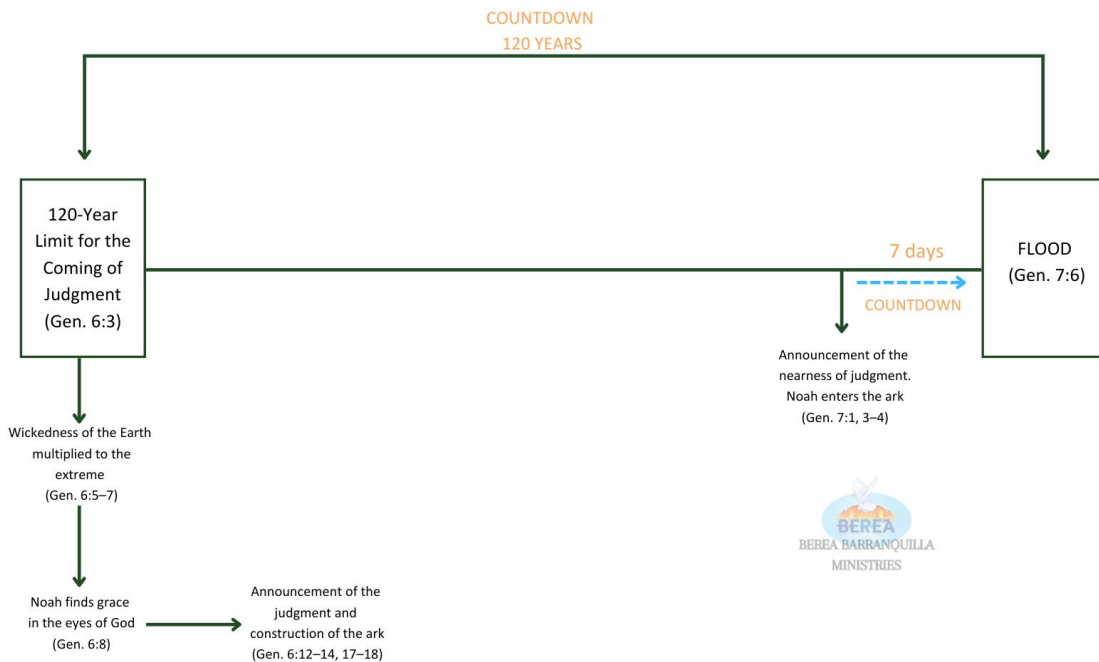 COUNTDOWN
120 YEARS
120-Year
Limit for the
Coming of
Judgment
(Gen. 6:3)
7 days
COUNTDOWN
FLOOD
(Gen. 7:6)
Announcement of the
nearness of judgment.
Noah enters the ark
(Gen. 7:1, 3–4)
Wickedness of the Earth
multiplied to the
extreme
(Gen. 6:5–7)
Noah finds grace
in the eyes of God
(Gen. 6:8)
Announcement of the
judgment and
construction of the ark
(Gen. 6:12–14, 17–18)
BEREA
BEREA BARRANQUILLA
MINISTRIES